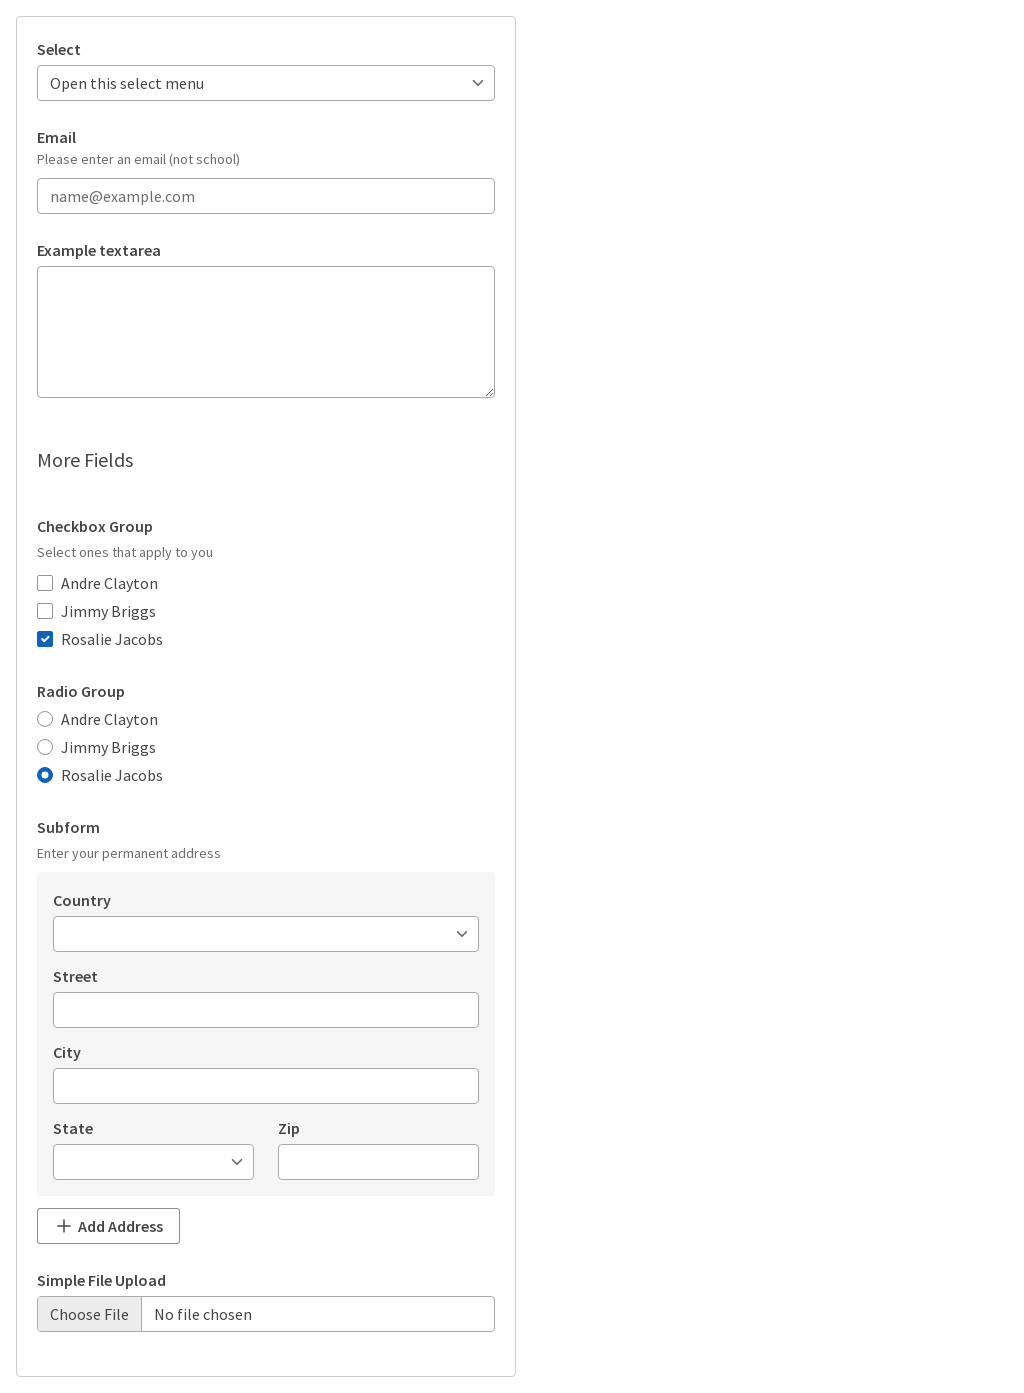 Select
Open this select menu
Email
Please enter an email (not school)
name@example.com
Example textarea
More Fields
Checkbox Group
Select ones that apply to you
Andre Clayton
Jimmy Briggs
Rosalie Jacobs
Radio Group
Andre Clayton
Jimmy Briggs
Rosalie Jacobs
Subform
Enter your permanent address
Country
Street
City
State Zip
Add Address
Simple File Upload
Choose File No file chosen